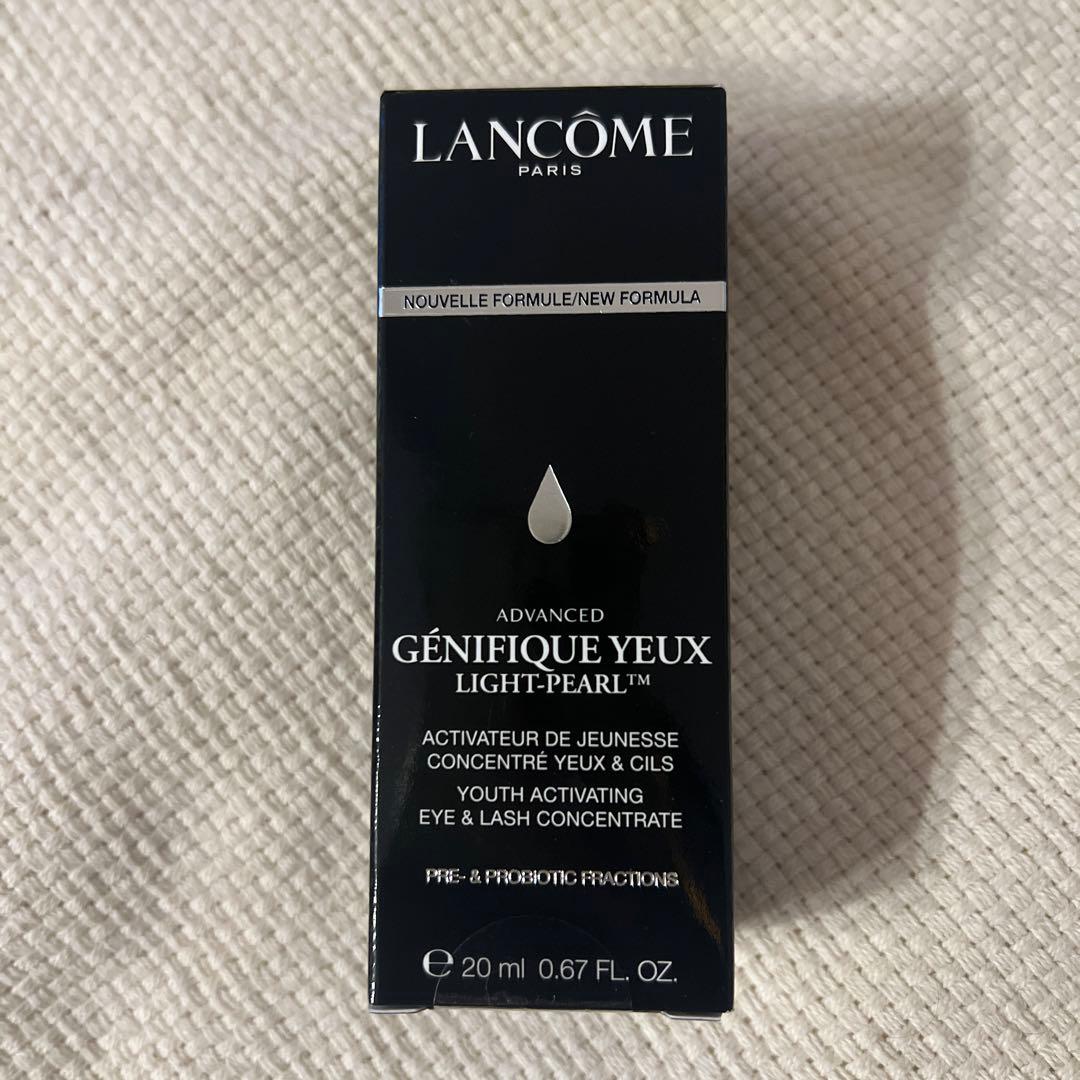 LANCÔME
PARIS
NOUVELLE FORMULE/NEW FORMULA
ADVANCED
GÉNIFIQUE YEUX
LIGHT-PEARL™
ACTIVATEUR DE JEUNESSE
CONCENTRÉ YEUX & CILS
YOUTH ACTIVATING
EYE & LASH CONCENTRATE
PRE- & PROBIOTIC FRACTIONS
℮ 20 ml 0.67 FL. OZ.